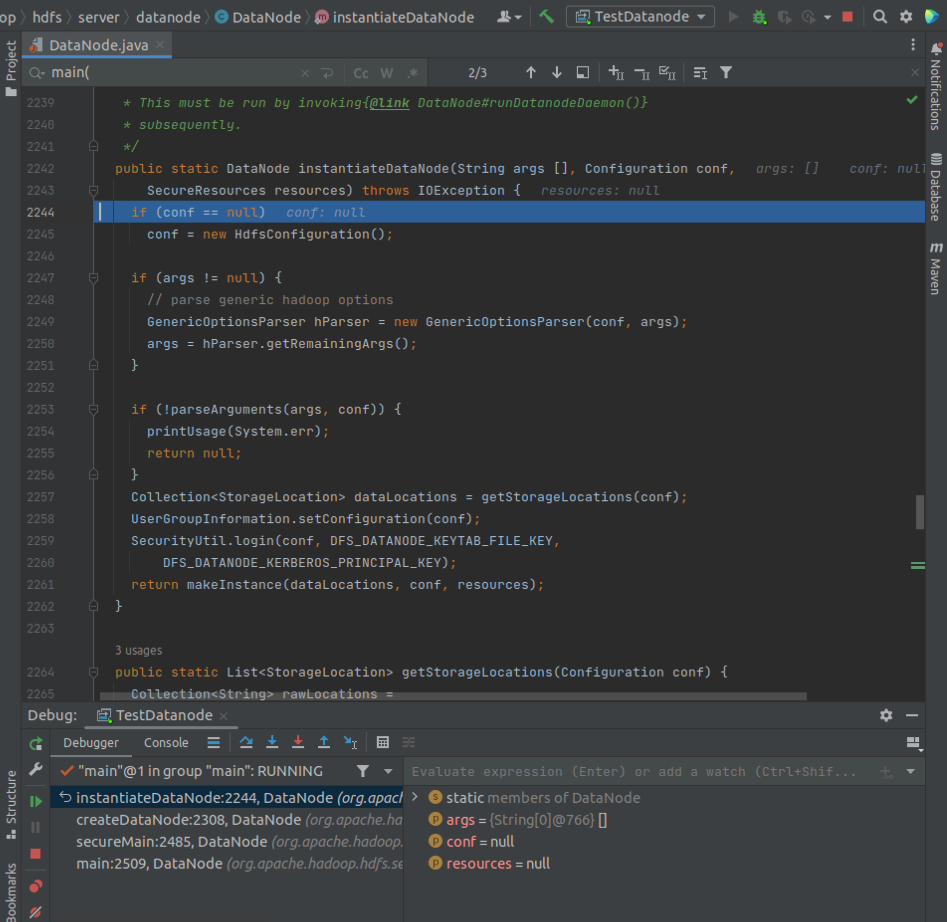 op hdfs server datanode DataNode instantiateDataNode TestDatanode
Project
DataNode.java
main( Cc W .* 2/3
2239 * This must be run by invoking{@link DataNode#runDatanodeDaemon()}
2240 * subsequently.
2241 */
2242 public static DataNode instantiateDataNode(String args [], Configuration conf, args: [] conf: null
2243 SecureResources resources) throws IOException { resources: null
2244 if (conf == null) conf: null
2245 conf = new HdfsConfiguration();
2246
2247 if (args != null) {
2248 // parse generic hadoop options
2249 GenericOptionsParser hParser = new GenericOptionsParser(conf, args);
2250 args = hParser.getRemainingArgs();
2251 }
2252
2253 if (!parseArguments(args, conf)) {
2254 printUsage(System.err);
2255 return null;
2256 }
2257 Collection<StorageLocation> dataLocations = getStorageLocations(conf);
2258 UserGroupInformation.setConfiguration(conf);
2259 SecurityUtil.login(conf, DFS_DATANODE_KEYTAB_FILE_KEY,
2260 DFS_DATANODE_KERBEROS_PRINCIPAL_KEY);
2261 return makeInstance(dataLocations, conf, resources);
2262 }
2263
3 usages
2264 public static List<StorageLocation> getStorageLocations(Configuration conf) {
2265 Collection<String> rawLocations =
Notifications
Database
m Maven
Debug: TestDatanode
Debugger Console
"main"@1 in group "main": RUNNING
instantiateDataNode:2244, DataNode (org.apach
createDataNode:2308, DataNode (org.apache.ha
secureMain:2485, DataNode (org.apache.hadoop.
main:2509, DataNode (org.apache.hadoop.hdfs.se
Evaluate expression (Enter) or add a watch (Ctrl+Shif...
static members of DataNode
args = {String[0]@766} []
conf = null
resources = null
Structure
Bookmarks